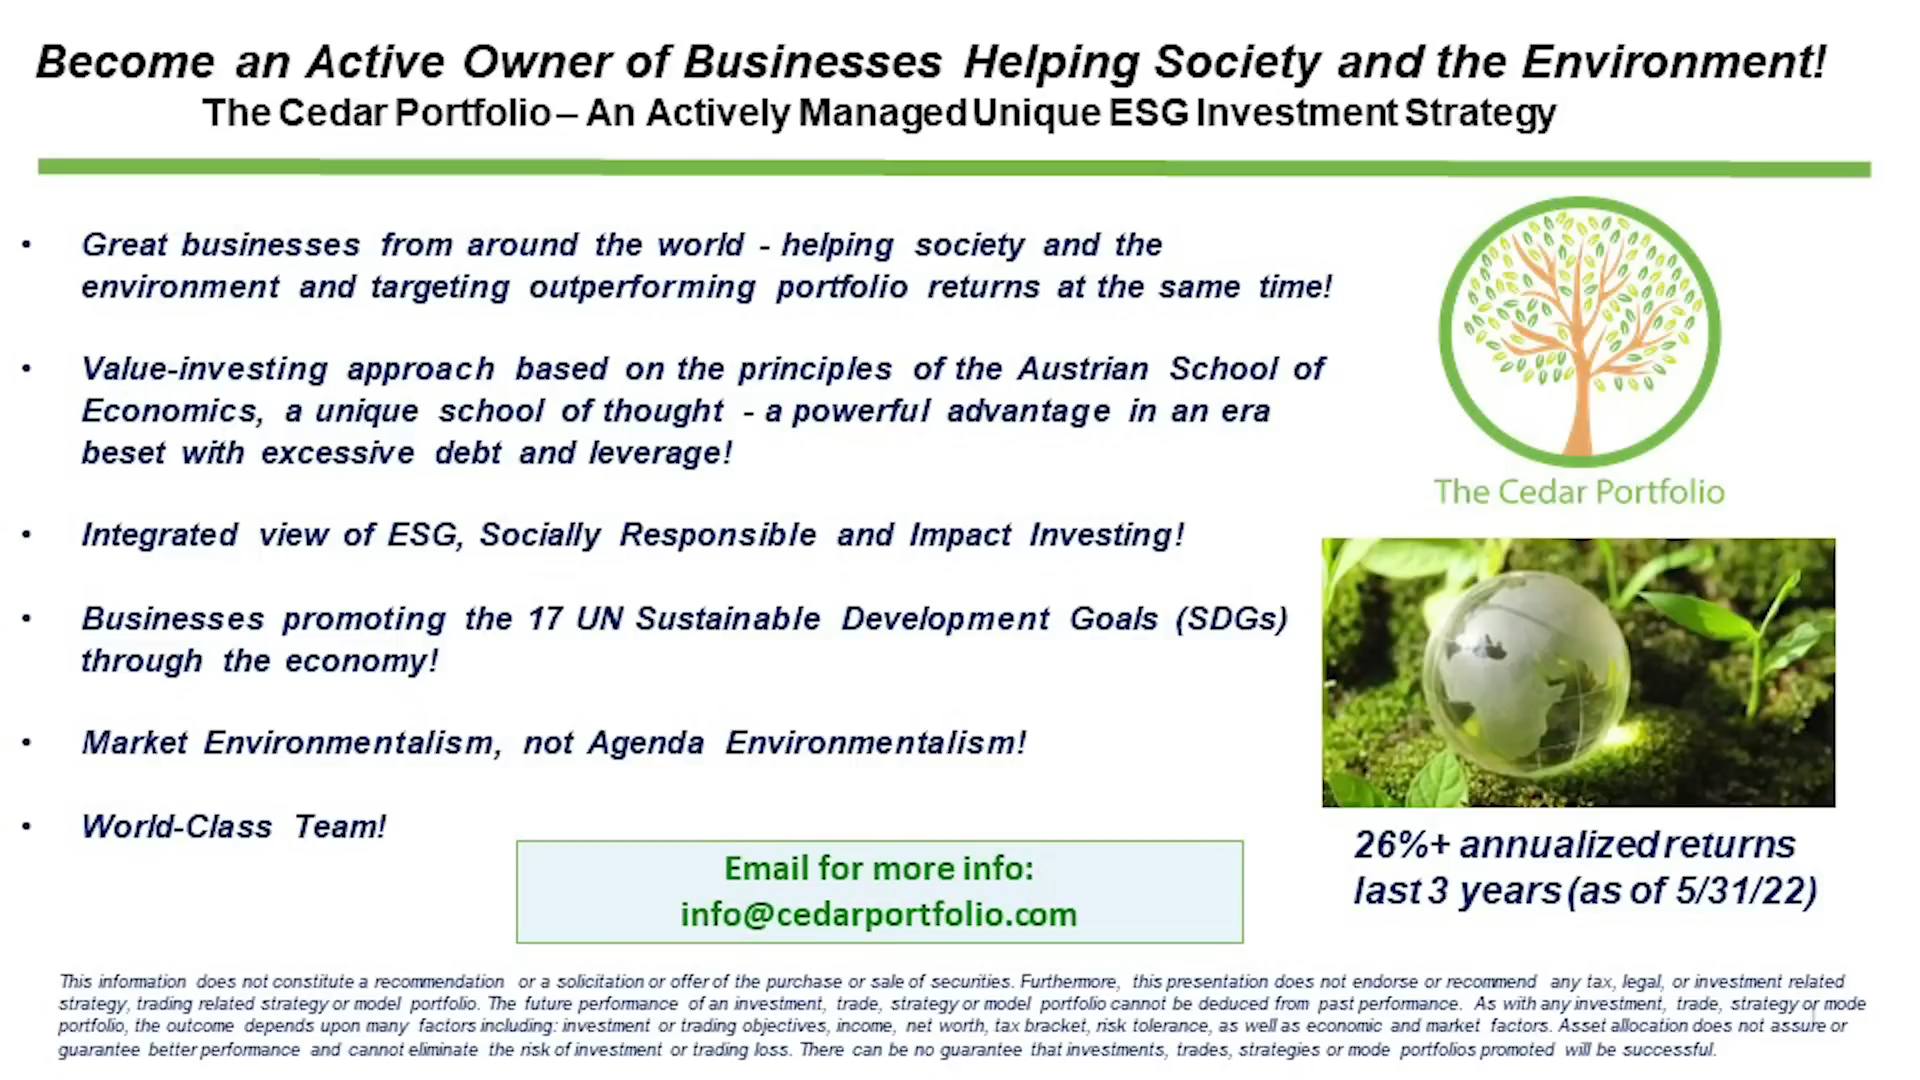 Become an Active Owner of Businesses Helping Society and the Environment!
The Cedar Portfolio – An Actively Managed Unique ESG Investment Strategy
• Great businesses from around the world - helping society and the
environment and targeting outperforming portfolio returns at the same time!
• Value-investing approach based on the principles of the Austrian School of
Economics, a unique school of thought - a powerful advantage in an era
beset with excessive debt and leverage!
• Integrated view of ESG, Socially Responsible and Impact Investing!
• Businesses promoting the 17 UN Sustainable Development Goals (SDGs)
through the economy!
• Market Environmentalism, not Agenda Environmentalism!
• World-Class Team!
The Cedar Portfolio
26%+ annualized returns
last 3 years (as of 5/31/22)
Email for more info:
info@cedarportfolio.com
This information does not constitute a recommendation or a solicitation or offer of the purchase or sale of securities. Furthermore, this presentation does not endorse or recommend any tax, legal, or investment related
strategy, trading related strategy or model portfolio. The future performance of an investment, trade, strategy or model portfolio cannot be deduced from past performance. As with any investment, trade, strategy or mode
portfolio, the outcome depends upon many factors including: investment or trading objectives, income, net worth, tax bracket, risk tolerance, as well as economic and market factors. Asset allocation does not assure or
guarantee better performance and cannot eliminate the risk of investment or trading loss. There can be no guarantee that investments, trades, strategies or mode portfolios promoted will be successful.